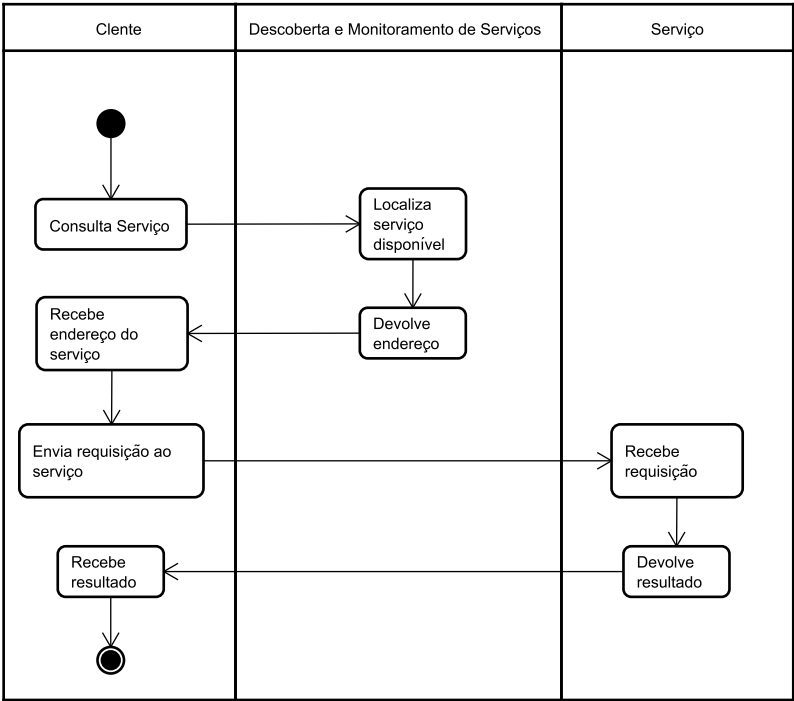 Clente
Descoberta e Monitoramento de Serviços
Serviço
Consulta Serviço
Localiza
serviço
disponível
Recebe
endereço do
serviço
Devolve
endereço
Envia requisição ao
serviço
Recebe
requisição
Recebe
resultado
Devolve
resultado